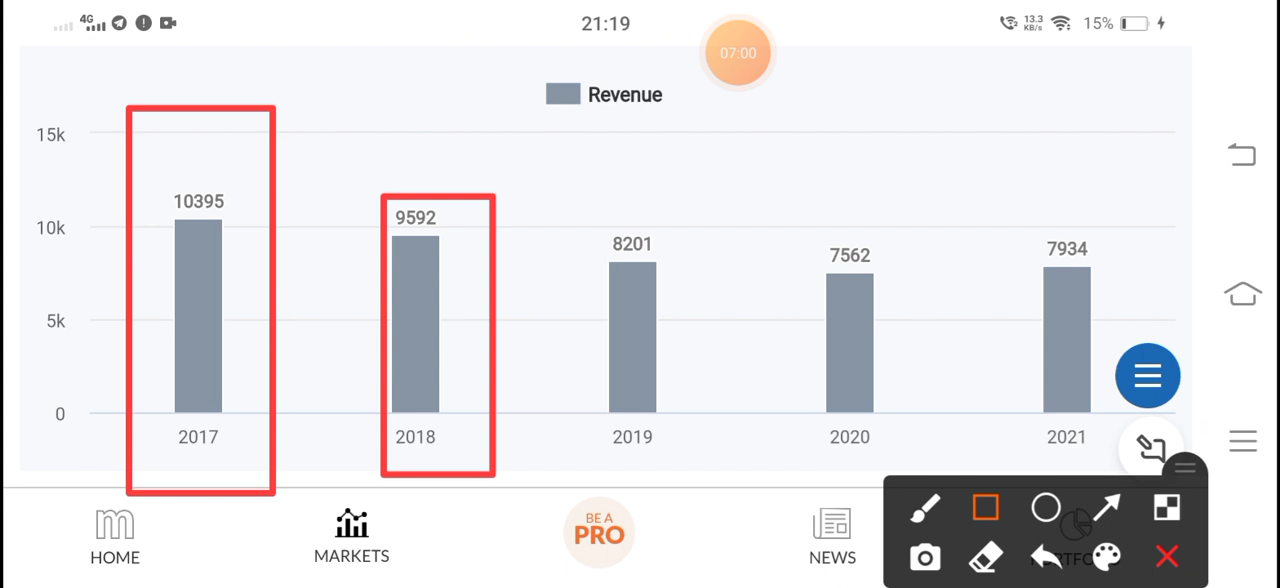 4G
21:19
13.3
KB/s
15%
07:00
Revenue
15k
10k
5k
0
10395
9592
8201
7562
7934
2017
2018
2019
2020
2021
HOME
MARKETS
BE A
PRO
NEWS